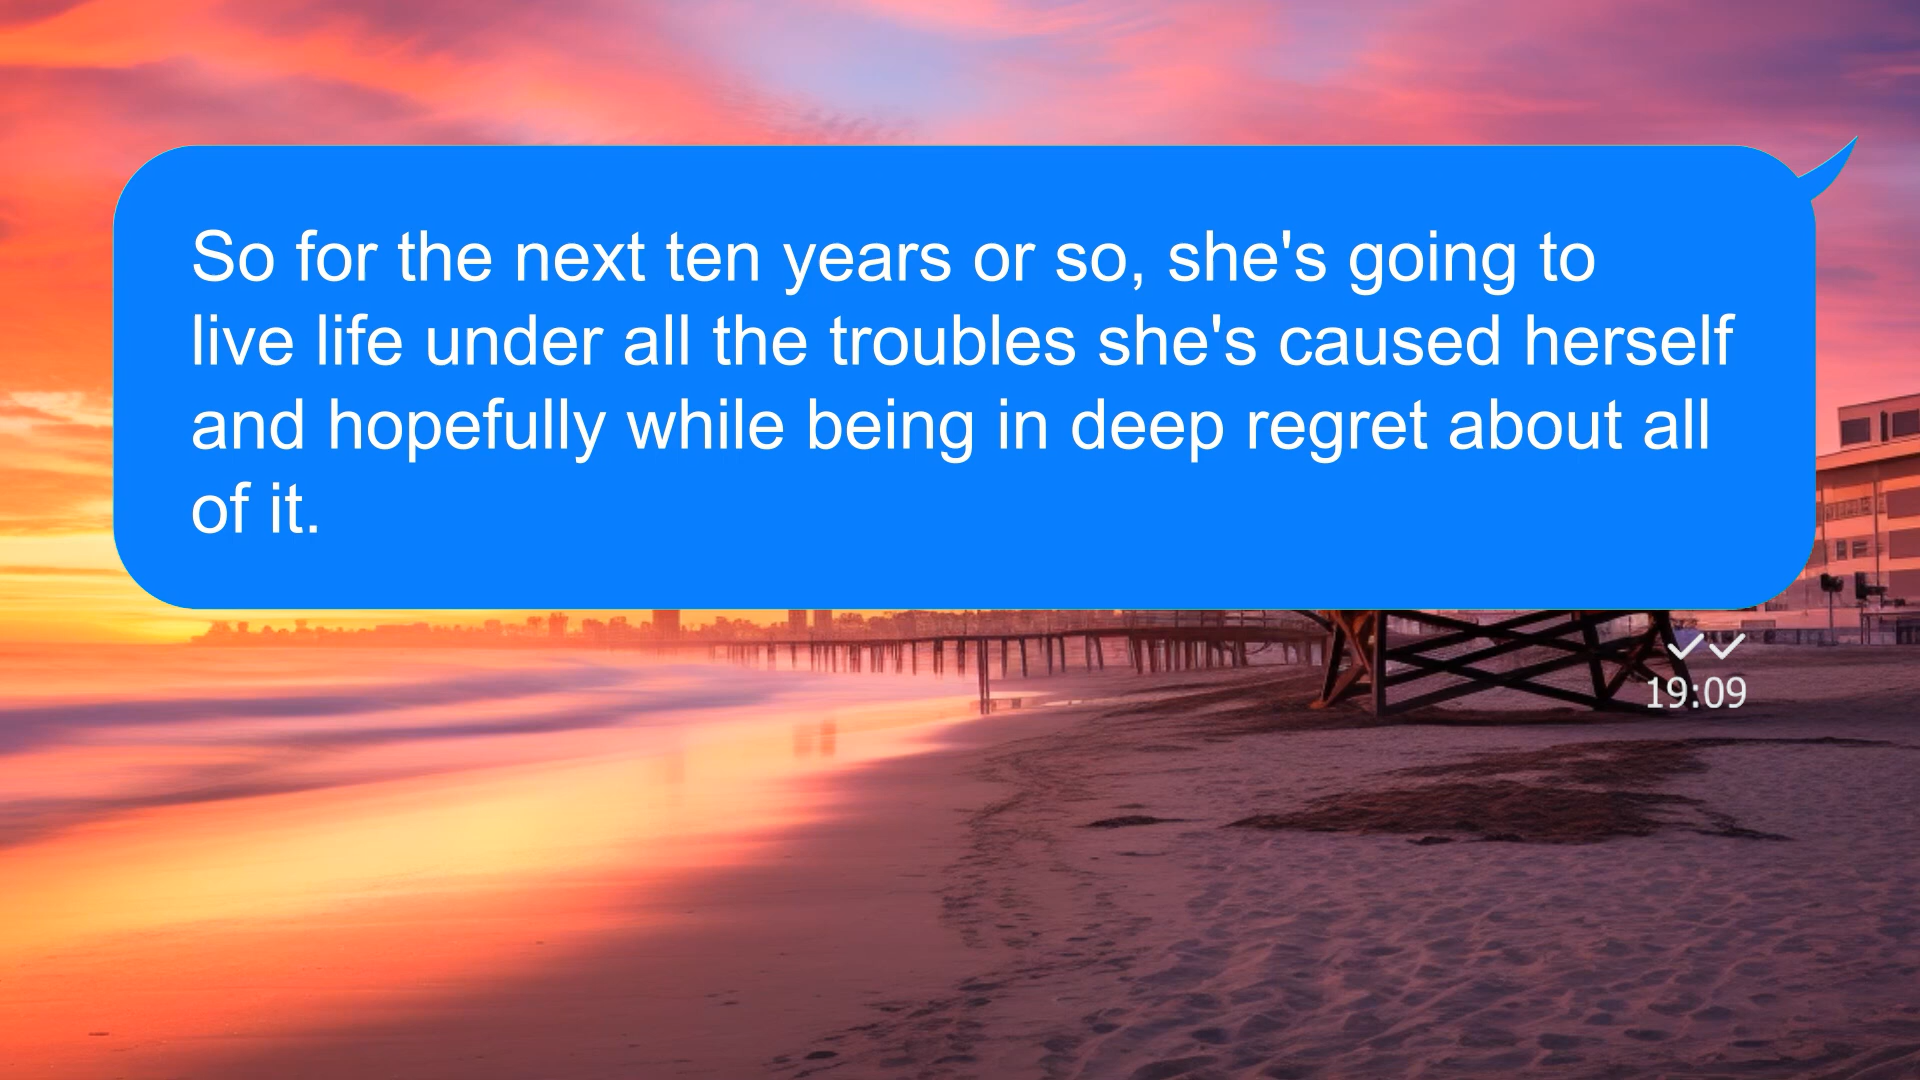 So for the next ten years or so, she's going to
live life under all the troubles she's caused herself
and hopefully while being in deep regret about all
of it.
19:09